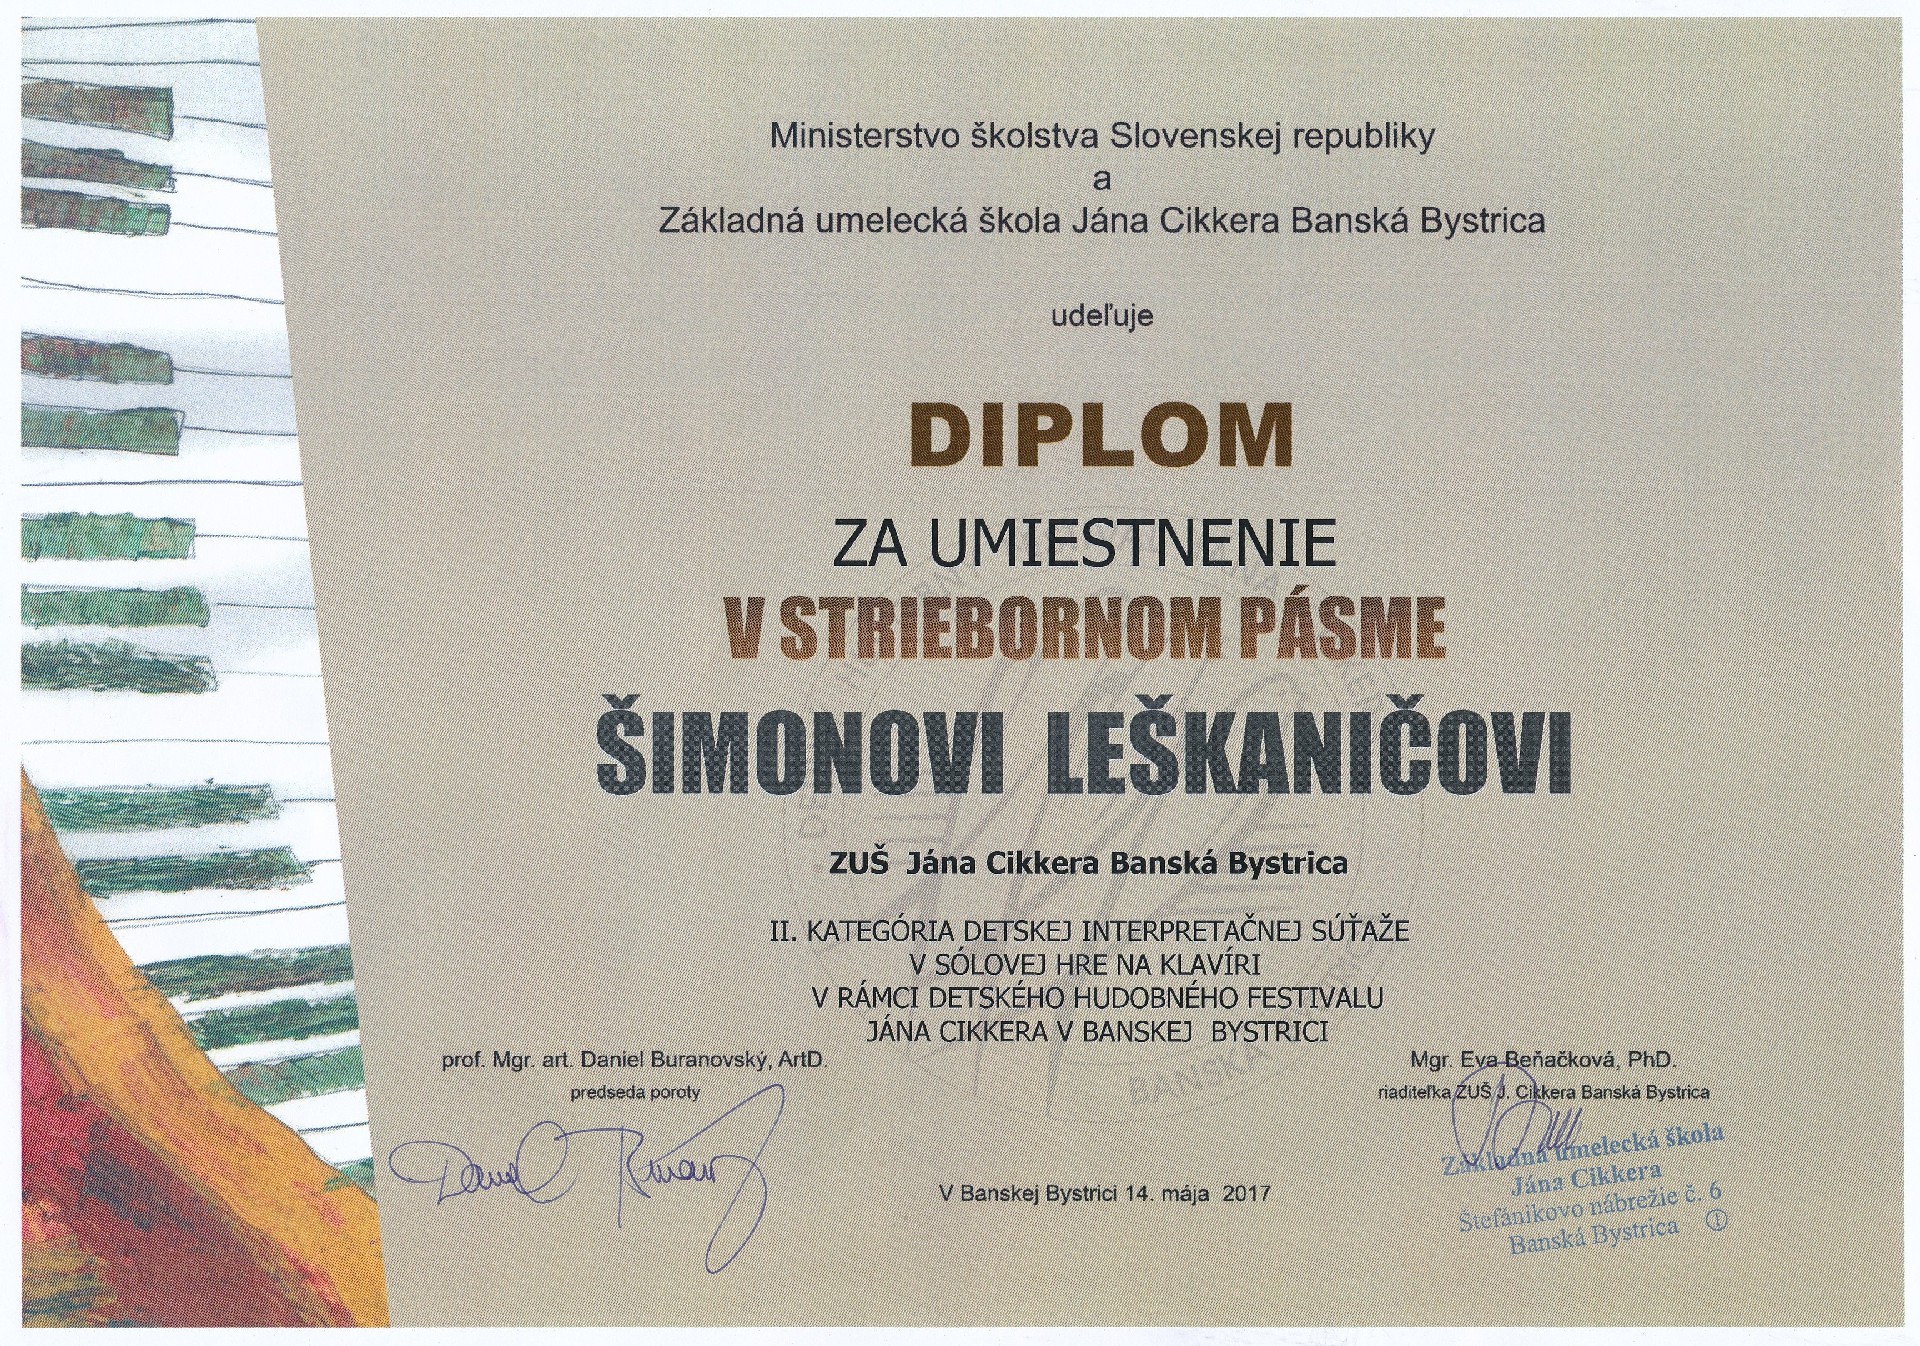 Ministerstvo školstva Slovenskej republiky
a
Základná umelecká škola Jána Cikkera Banská Bystrica
udeľuje
DIPLOM
ZA UMIESTNENIE
V STRIEBORNOM PÁSME
ŠIMONOVI LEŠKANIČOVI
ZUŠ Jána Cikkera Banská Bystrica
II. KATEGÓRIA DETSKEJ INTERPRETAČNEJ SÚŤAŽE
V SÓLOVEJ HRE NA KLAVÍRI
V RÁMCI DETSKÉHO HUDOBNÉHO FESTIVALU
JÁNA CIKKERA V BANSKEJ BYSTRICI
prof. Mgr. art. Daniel Buranovský, ArtD.
predseda poroty
Mgr. Eva Beňačková, PhD.
riaditeľka ZUŠ J. Cikkera Banská Bystrica
V Banskej Bystrici 14. mája 2017
Základná umelecká škola
Jána Cikkera
Štefánikovo nábrežie č. 6
Banská Bystrica